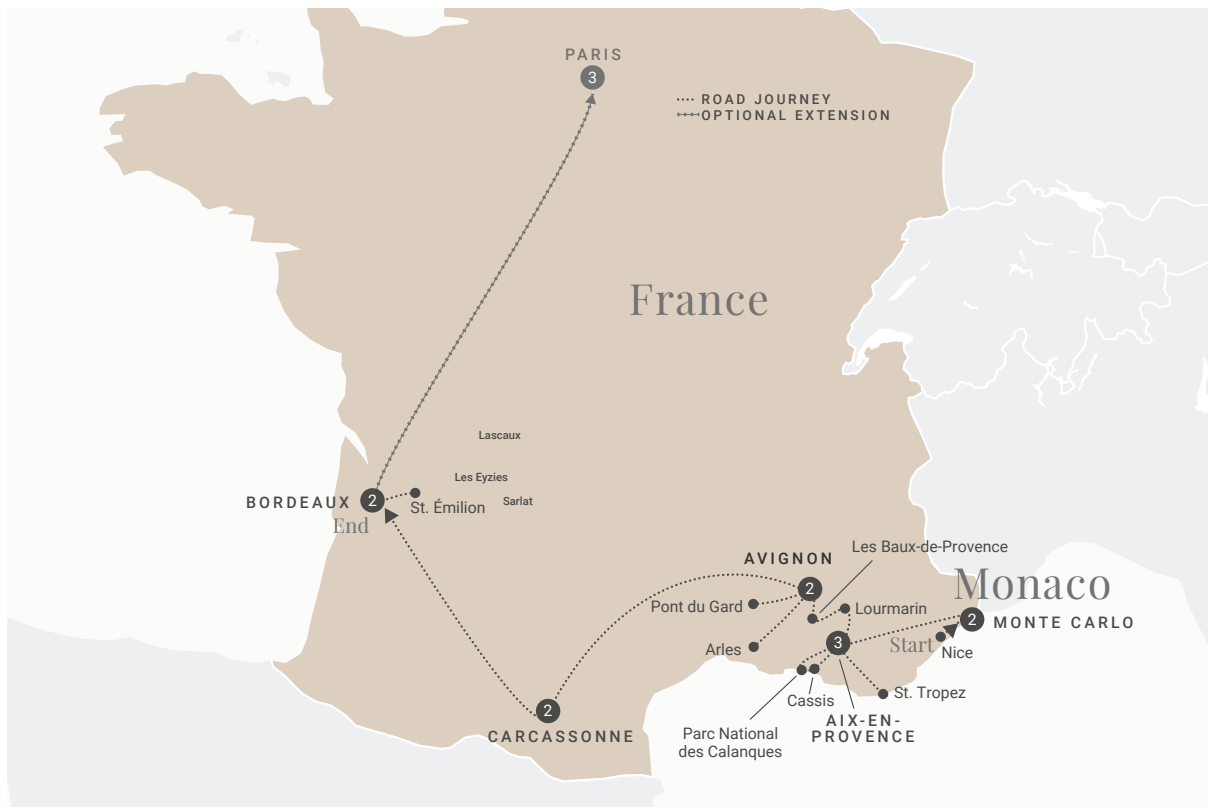 PARIS
3
ROAD JOURNEY
OPTIONAL EXTENSION
France
Lascaux
Les Eyzies
Sarlat
BORDEAUX
2
St. Émilion
End
AVIGNON
2
Les Baux-de-Provence
Monaco
Pont du Gard
Lourmarin
2
MONTE CARLO
Arles
3
Start
Nice
Cassis
St. Tropez
2
CARCASSONNE
AIX-EN-
PROVENCE
Parc National
des Calanques